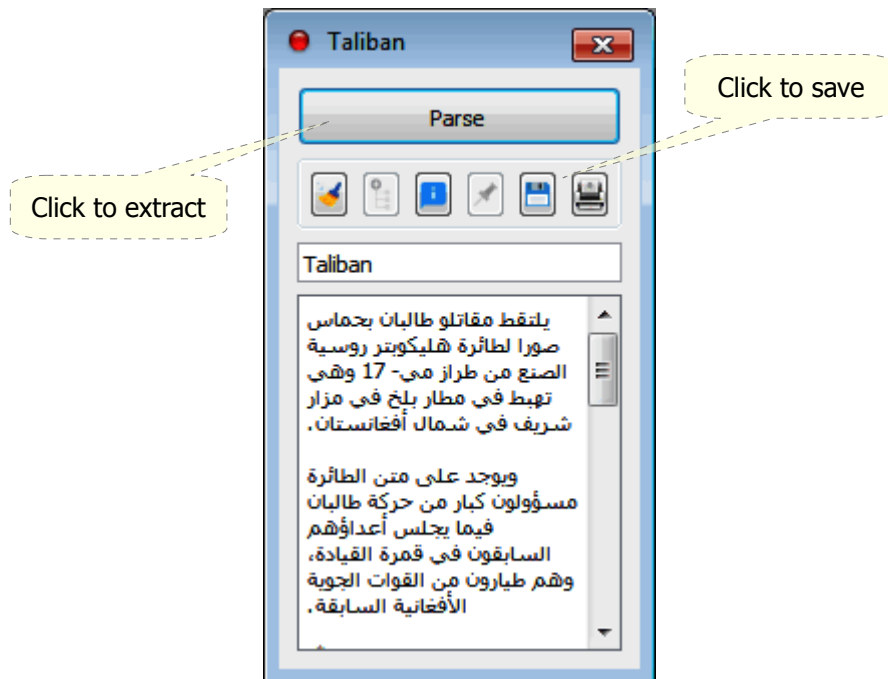 Taliban
Click to save
Parse
Click to extract
Taliban
يلتقط مقاتلو طالبان بحماس
صورا لطائرة هليكوبتر روسية
الصنع من طراز مي- 17 وهي
تهبط في مطار بلخ في مزار
شريف في شمال أفغانستان.
ويوجد على متن الطائرة
مسؤولون كبار من حركة طالبان
فيما يجلس أعداؤهم
السابقون في قمرة القيادة،
وهم طيارون من القوات الجوية
الأفغانية السابقة.